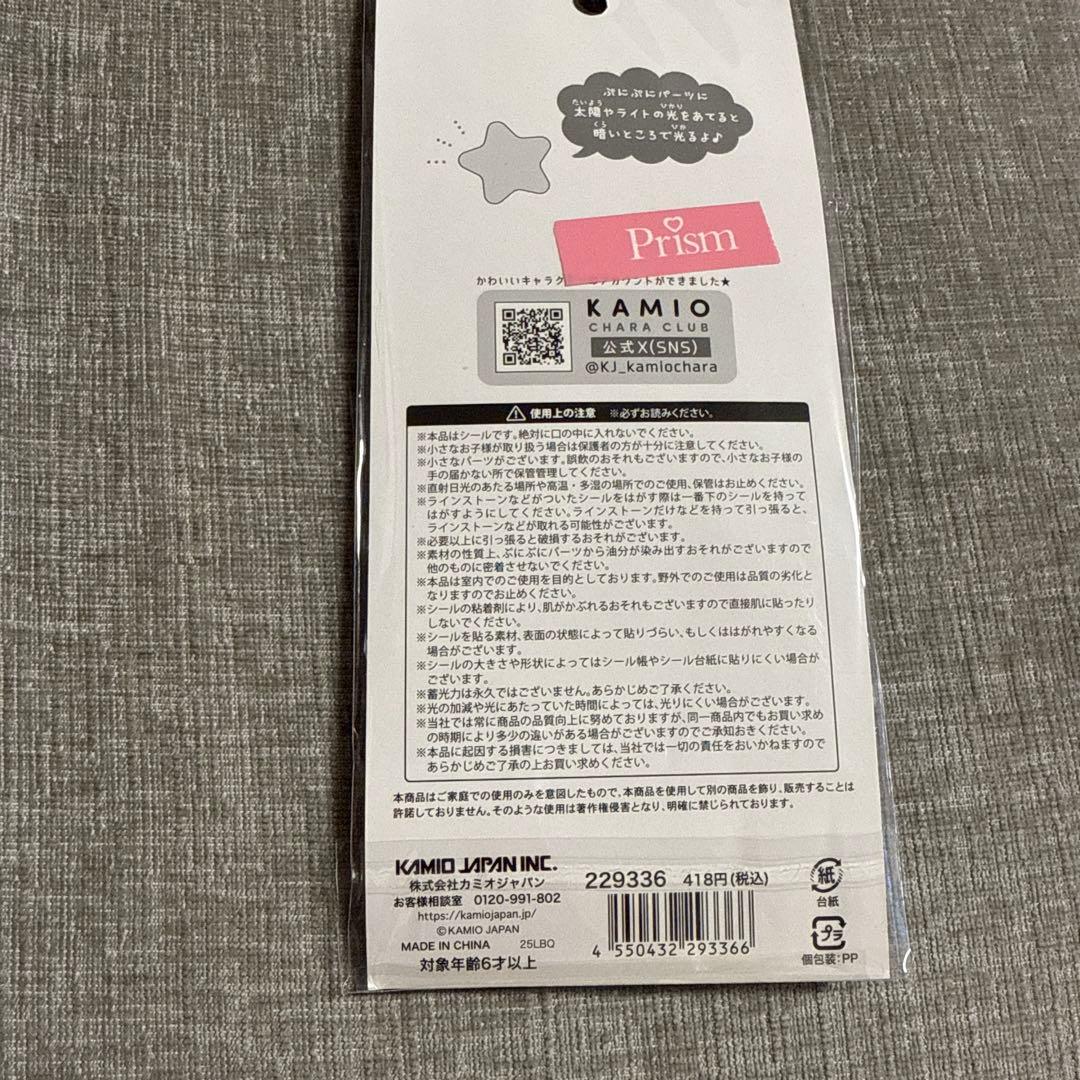 ぷにぷにパーツに
太陽やライトの光をあてると
暗いところで光るよ♪
Prism
かわいいキャラク アカウントができました★
KAMIO
CHARA CLUB
公式X(SNS)
@KJ_kamiochara
使用上の注意 ※必ずお読みください。
※本品はシールです。絶対に口の中に入れないでください。
※小さなお子様が取り扱う場合は保護者の方が十分に注意してください。
※小さなパーツがございます。誤飲のおそれもございますので、小さなお子様の
手の届かない所で保管管理してください。
※直射日光のあたる場所や高温・多湿の場所でのご使用、保管はお止めください。
※ラインストーンなどがついたシールをはがす際は一番下のシールを持って
はがすようにしてください。ラインストーンだけなどを持って引っ張ると、
ラインストーンなどが取れる可能性がございます。
※必要以上に引っ張ると破損するおそれがございます。
※素材の性質上、ぷにぷにパーツから油分が染み出すおそれがございますので
他のものに密着させないでください。
※本品は室内でのご使用を目的としております。野外でのご使用は品質の劣化と
なりますのでお止めください。
※シールの粘着剤により、肌がかぶれるおそれもございますので直接肌に貼ったり
しないでください。
※シールを貼る素材、表面の状態によって貼りづらい、もしくははがれやすくなる
場合がございます。
※シールの大きさや形状によってはシール帳やシール台紙に貼りにくい場合が
ございます。
※蓄光力は永久ではございません。あらかじめご了承ください。
※光の加減や光にあたっていた時間によっては、光りにくい場合がございます。
※当社では常に商品の品質向上に努めておりますが、同一商品内でもお買い求め
の時期により多少の違いがある場合がございますのでご承知おきください。
※本品に起因する損害につきましては、当社では一切の責任をおいかねますので
あらかじめご了承の上お買い求めください。
本商品はご家庭での使用のみを意図したもので、本商品を使用して別の商品を飾り、販売することは
許諾しておりません。そのような使用は著作権侵害となり、明確に禁じられております。
KAMIO JAPAN INC.
株式会社カミオジャパン
お客様相談室 0120-991-802
https://kamiojapan.jp/
©KAMIO JAPAN
MADE IN CHINA 25LBQ
対象年齢6才以上
229336 418円(税込)
4 550432 293366
紙
台紙
プラ
個包装:PP